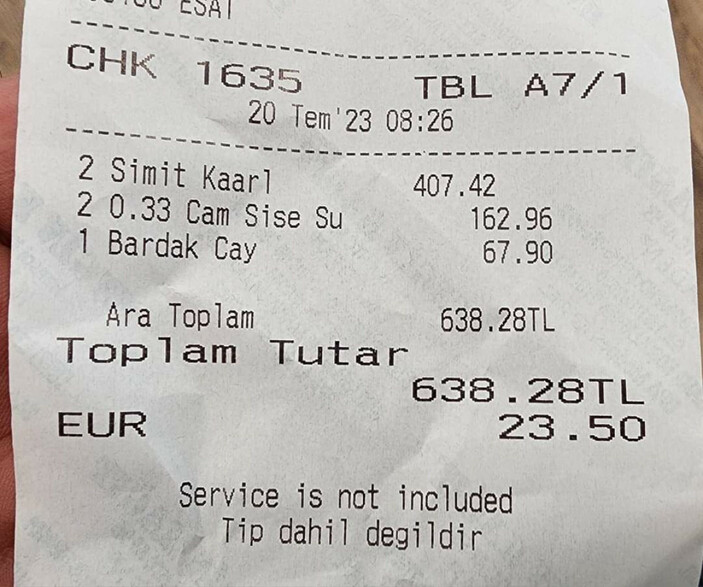 ESAT
CHK 1635 TBL A7/1
20 Tem'23 08:26
2 Simit Kaarl 407.42
2 0.33 Cam Sise Su 162.96
1 Bardak Cay 67.90
Ara Toplam 638.28TL
Toplam Tutar
638.28TL
EUR 23.50
Service is not included
Tip dahil degildir